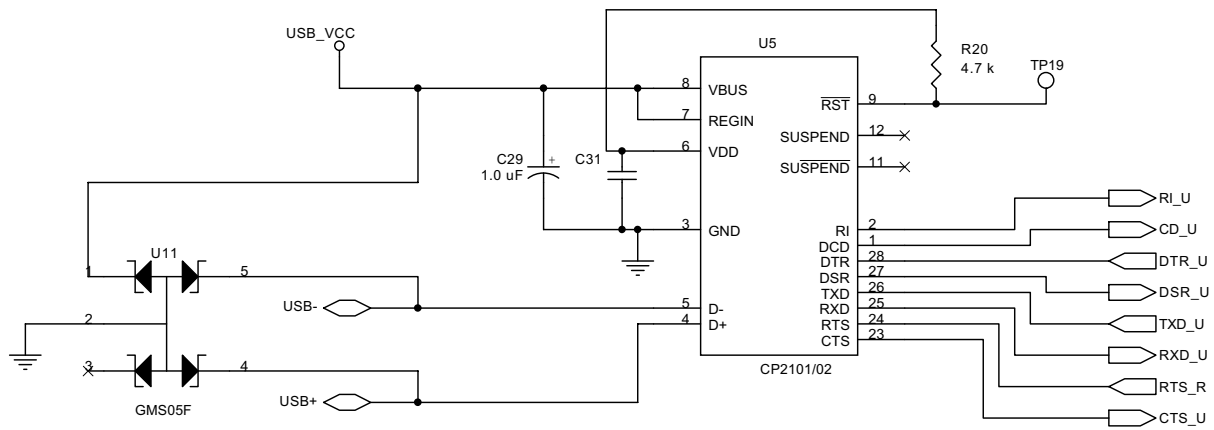 USB_VCC
U5
R20
4.7 k
TP19
8
VBUS
RST
9
7
REGIN
SUSPEND
12
6
VDD
SUSPEND
11
C29
+
1.0 uF
C31
3
GND
RI
2
RI_U
DCD
1
CD_U
DTR
28
DTR_U
DSR
27
DSR_U
TXD
26
TXD_U
RXD
25
RXD_U
RTS
24
RTS_R
CTS
23
CTS_U
U11
1
5
USB-
5
D-
2
4
D+
3
4
GMS05F
USB+
CP2101/02